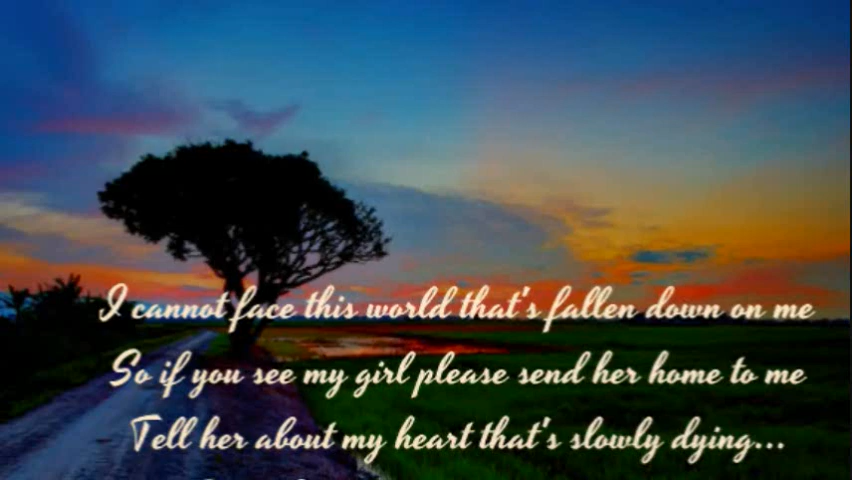 I cannot face this world that's fallen down on me
So if you see my girl please send her home to me
Tell her about my heart that's slowly dying...